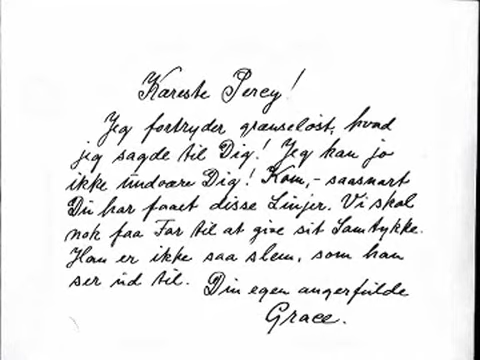 Kæreste Percy!
Jeg fortryder grænseløst, hvad
jeg sagde til Dig! Jeg kan jo
ikke undvære Dig! Kom, - saasnart
Du har faaet disse Linjer. Vi skal
nok faa Far til at give sit Samtykke.
Han er ikke saa slem, som han
ser ud til. Din egen angerfulde
Grace.